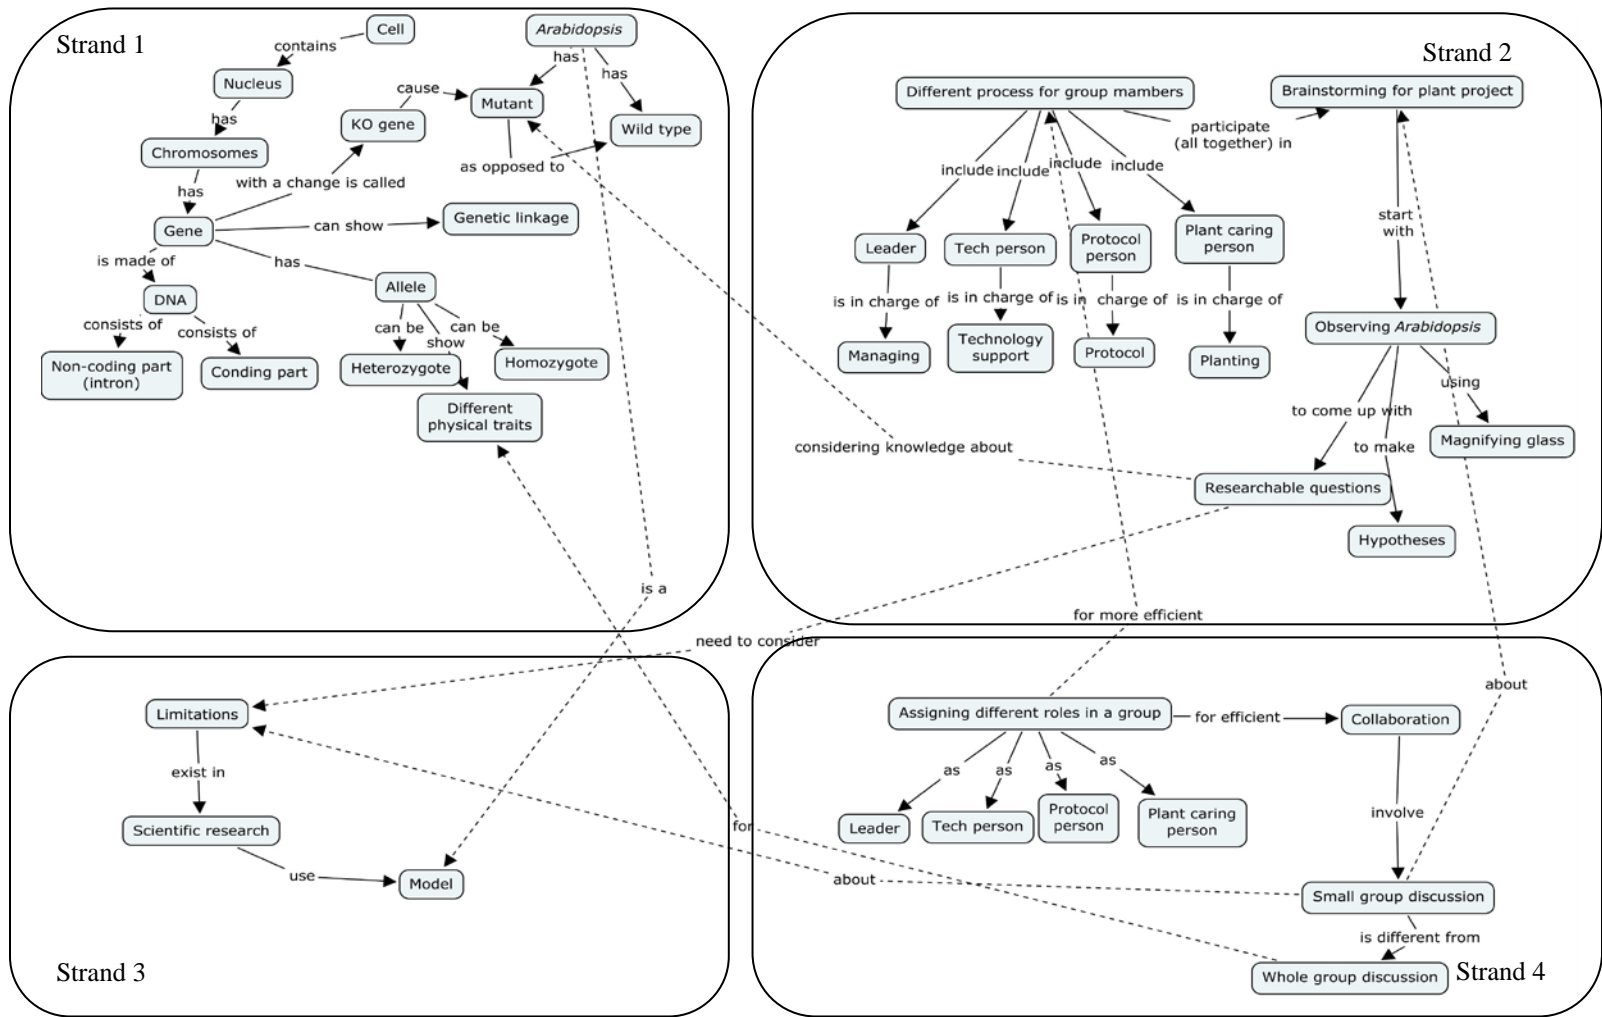 Strand 1
Cell
contains
Nucleus
has
Chromosomes
has
Gene
is made of
DNA
consists of
consists of
Non-coding part
(intron)
Conding part
with a change is called
KO gene
cause
Mutant
Arabidopsis
has
has
Wild type
as opposed to
can show
Genetic linkage
has
Allele
can be
show
can be
Heterozygote
Homozygote
Different
physical traits
is a
Strand 2
Different process for group mambers
Brainstorming for plant project
participate
(all together) in
include
include
include
include
Leader
Tech person
Protocol
person
Plant caring
person
is in charge of
is in charge of
is in charge of
is in charge of
Managing
Technology
support
Protocol
Planting
start
with
Observing Arabidopsis
using
to come up with
to make
Magnifying glass
considering knowledge about
Researchable questions
Hypotheses
for more efficient
need to consider
Limitations
exist in
Scientific research
use
Model
Strand 3
for
about
Assigning different roles in a group
for efficient
Collaboration
about
as
as
as
as
Leader
Tech person
Protocol
person
Plant caring
person
involve
Small group discussion
is different from
Whole group discussion
Strand 4